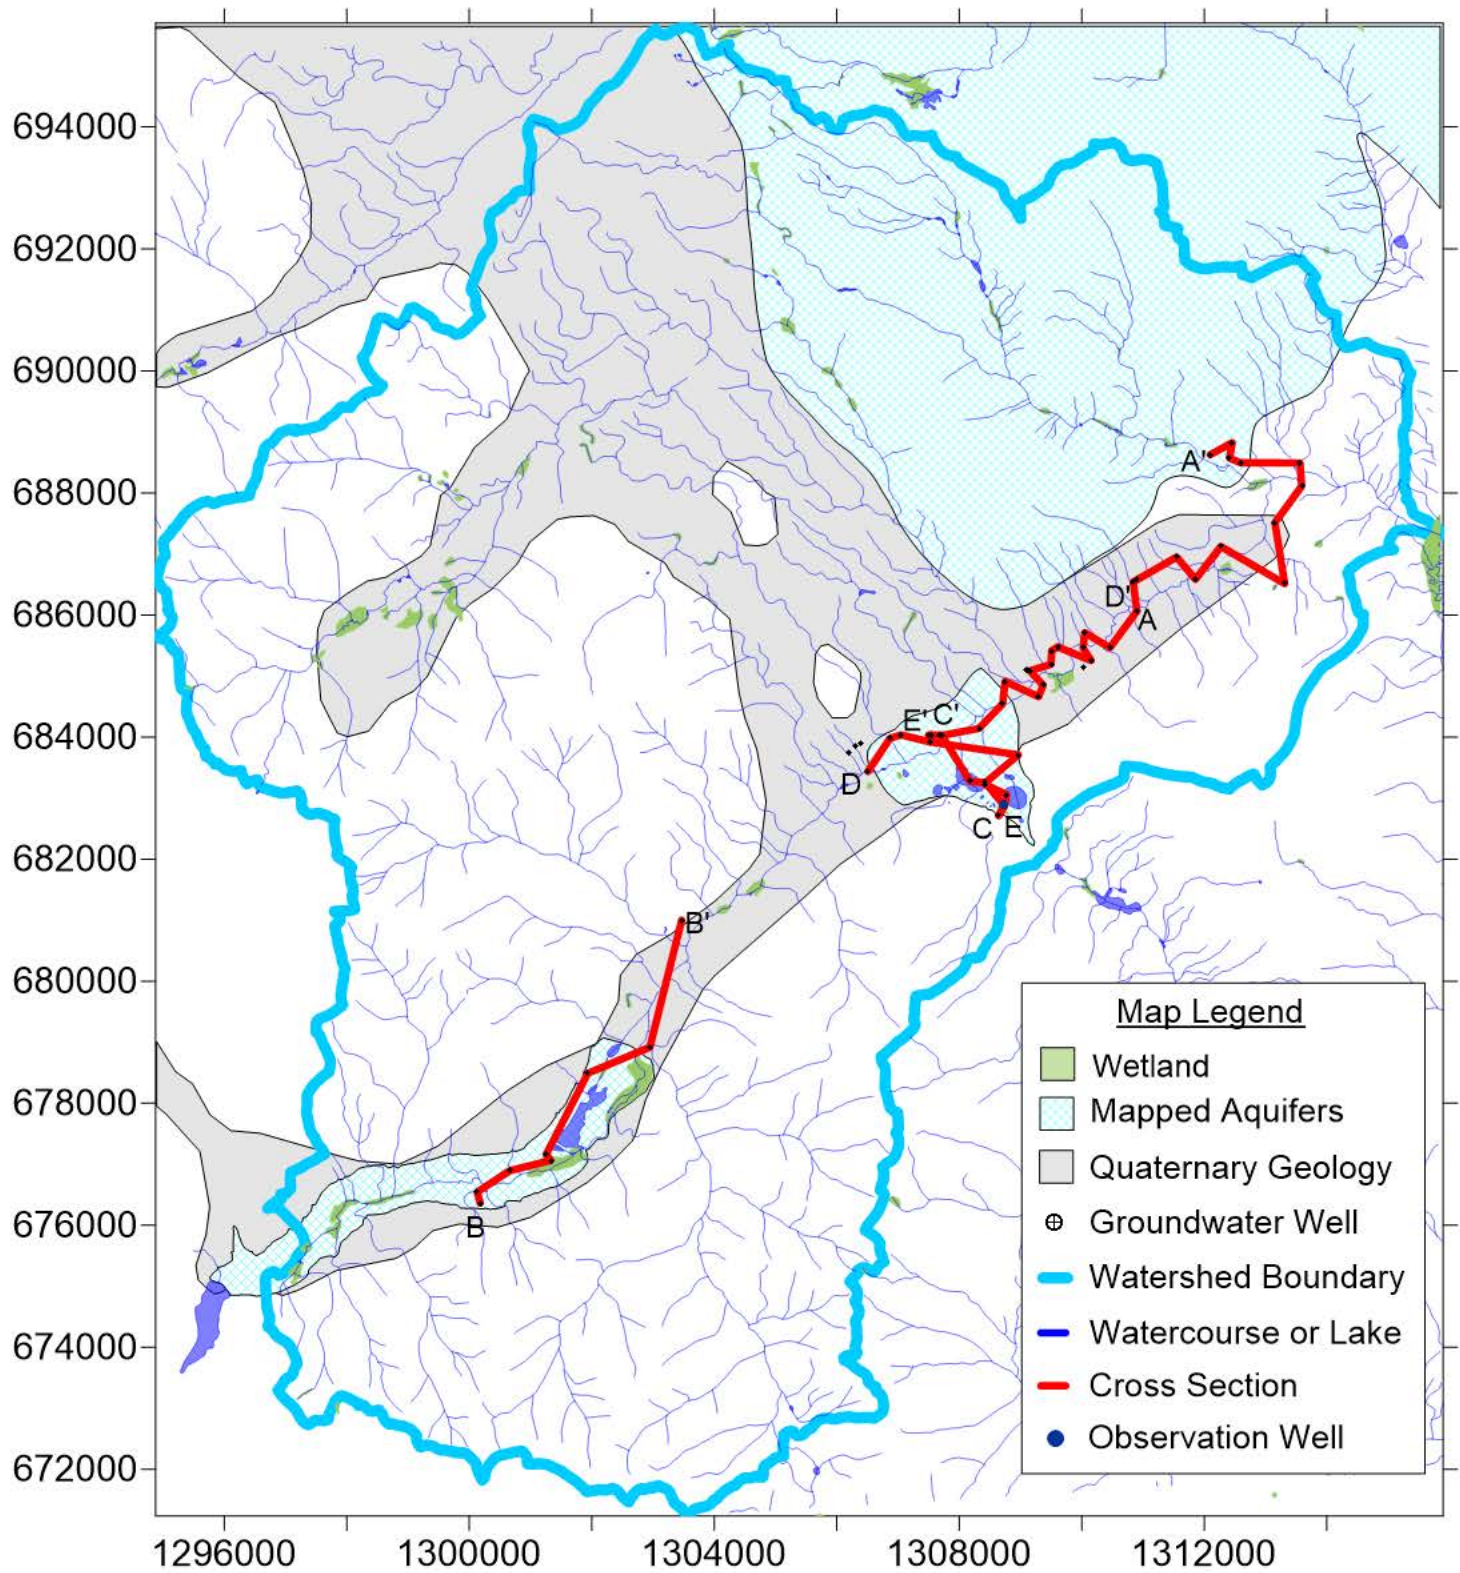 694000
692000
690000
688000
686000
684000
682000
680000
678000
676000
674000
672000
A'
D'
A
E' C'
D
C E
B'
B
Map Legend
Wetland
Mapped Aquifers
Quaternary Geology
Groundwater Well
Watershed Boundary
Watercourse or Lake
Cross Section
Observation Well
1296000 1300000 1304000 1308000 1312000